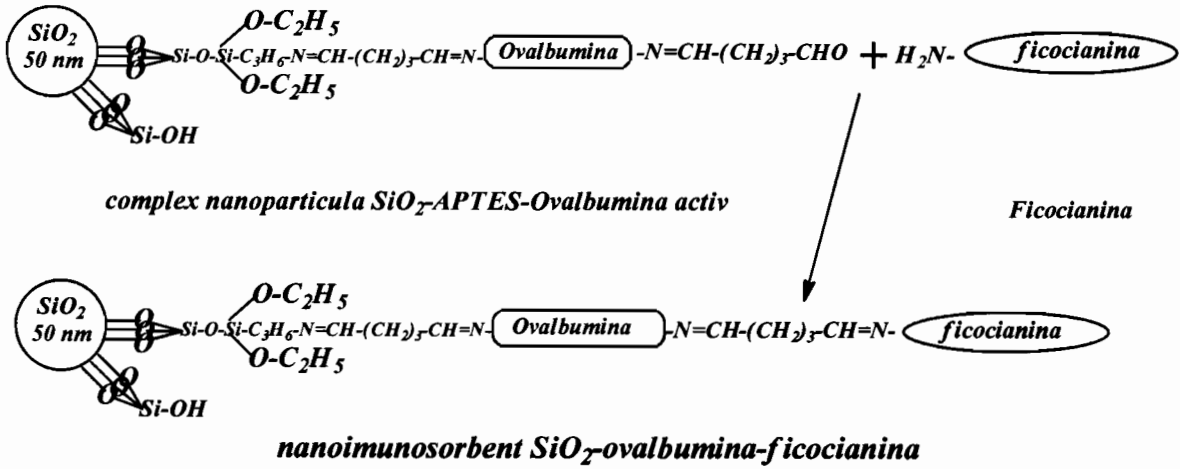 O-C2H5
SiO2
50 nm
O
O
O
Si-O-Si-C3H6-N=CH-(CH2)3-CH=N- Ovalbumina -N=CH-(CH2)3-CHO + H2N- ficocianina
O-C2H5
O
O
O
Si-OH
complex nanoparticula SiO2-APTES-Ovalbumina activ
Ficocianina
O-C2H5
SiO2
50 nm
O
O
O
Si-O-Si-C3H6-N=CH-(CH2)3-CH=N- Ovalbumina -N=CH-(CH2)3-CH=N- ficocianina
O-C2H5
O
O
O
Si-OH
nanoimunosorbent SiO2-ovalbumina-ficocianina